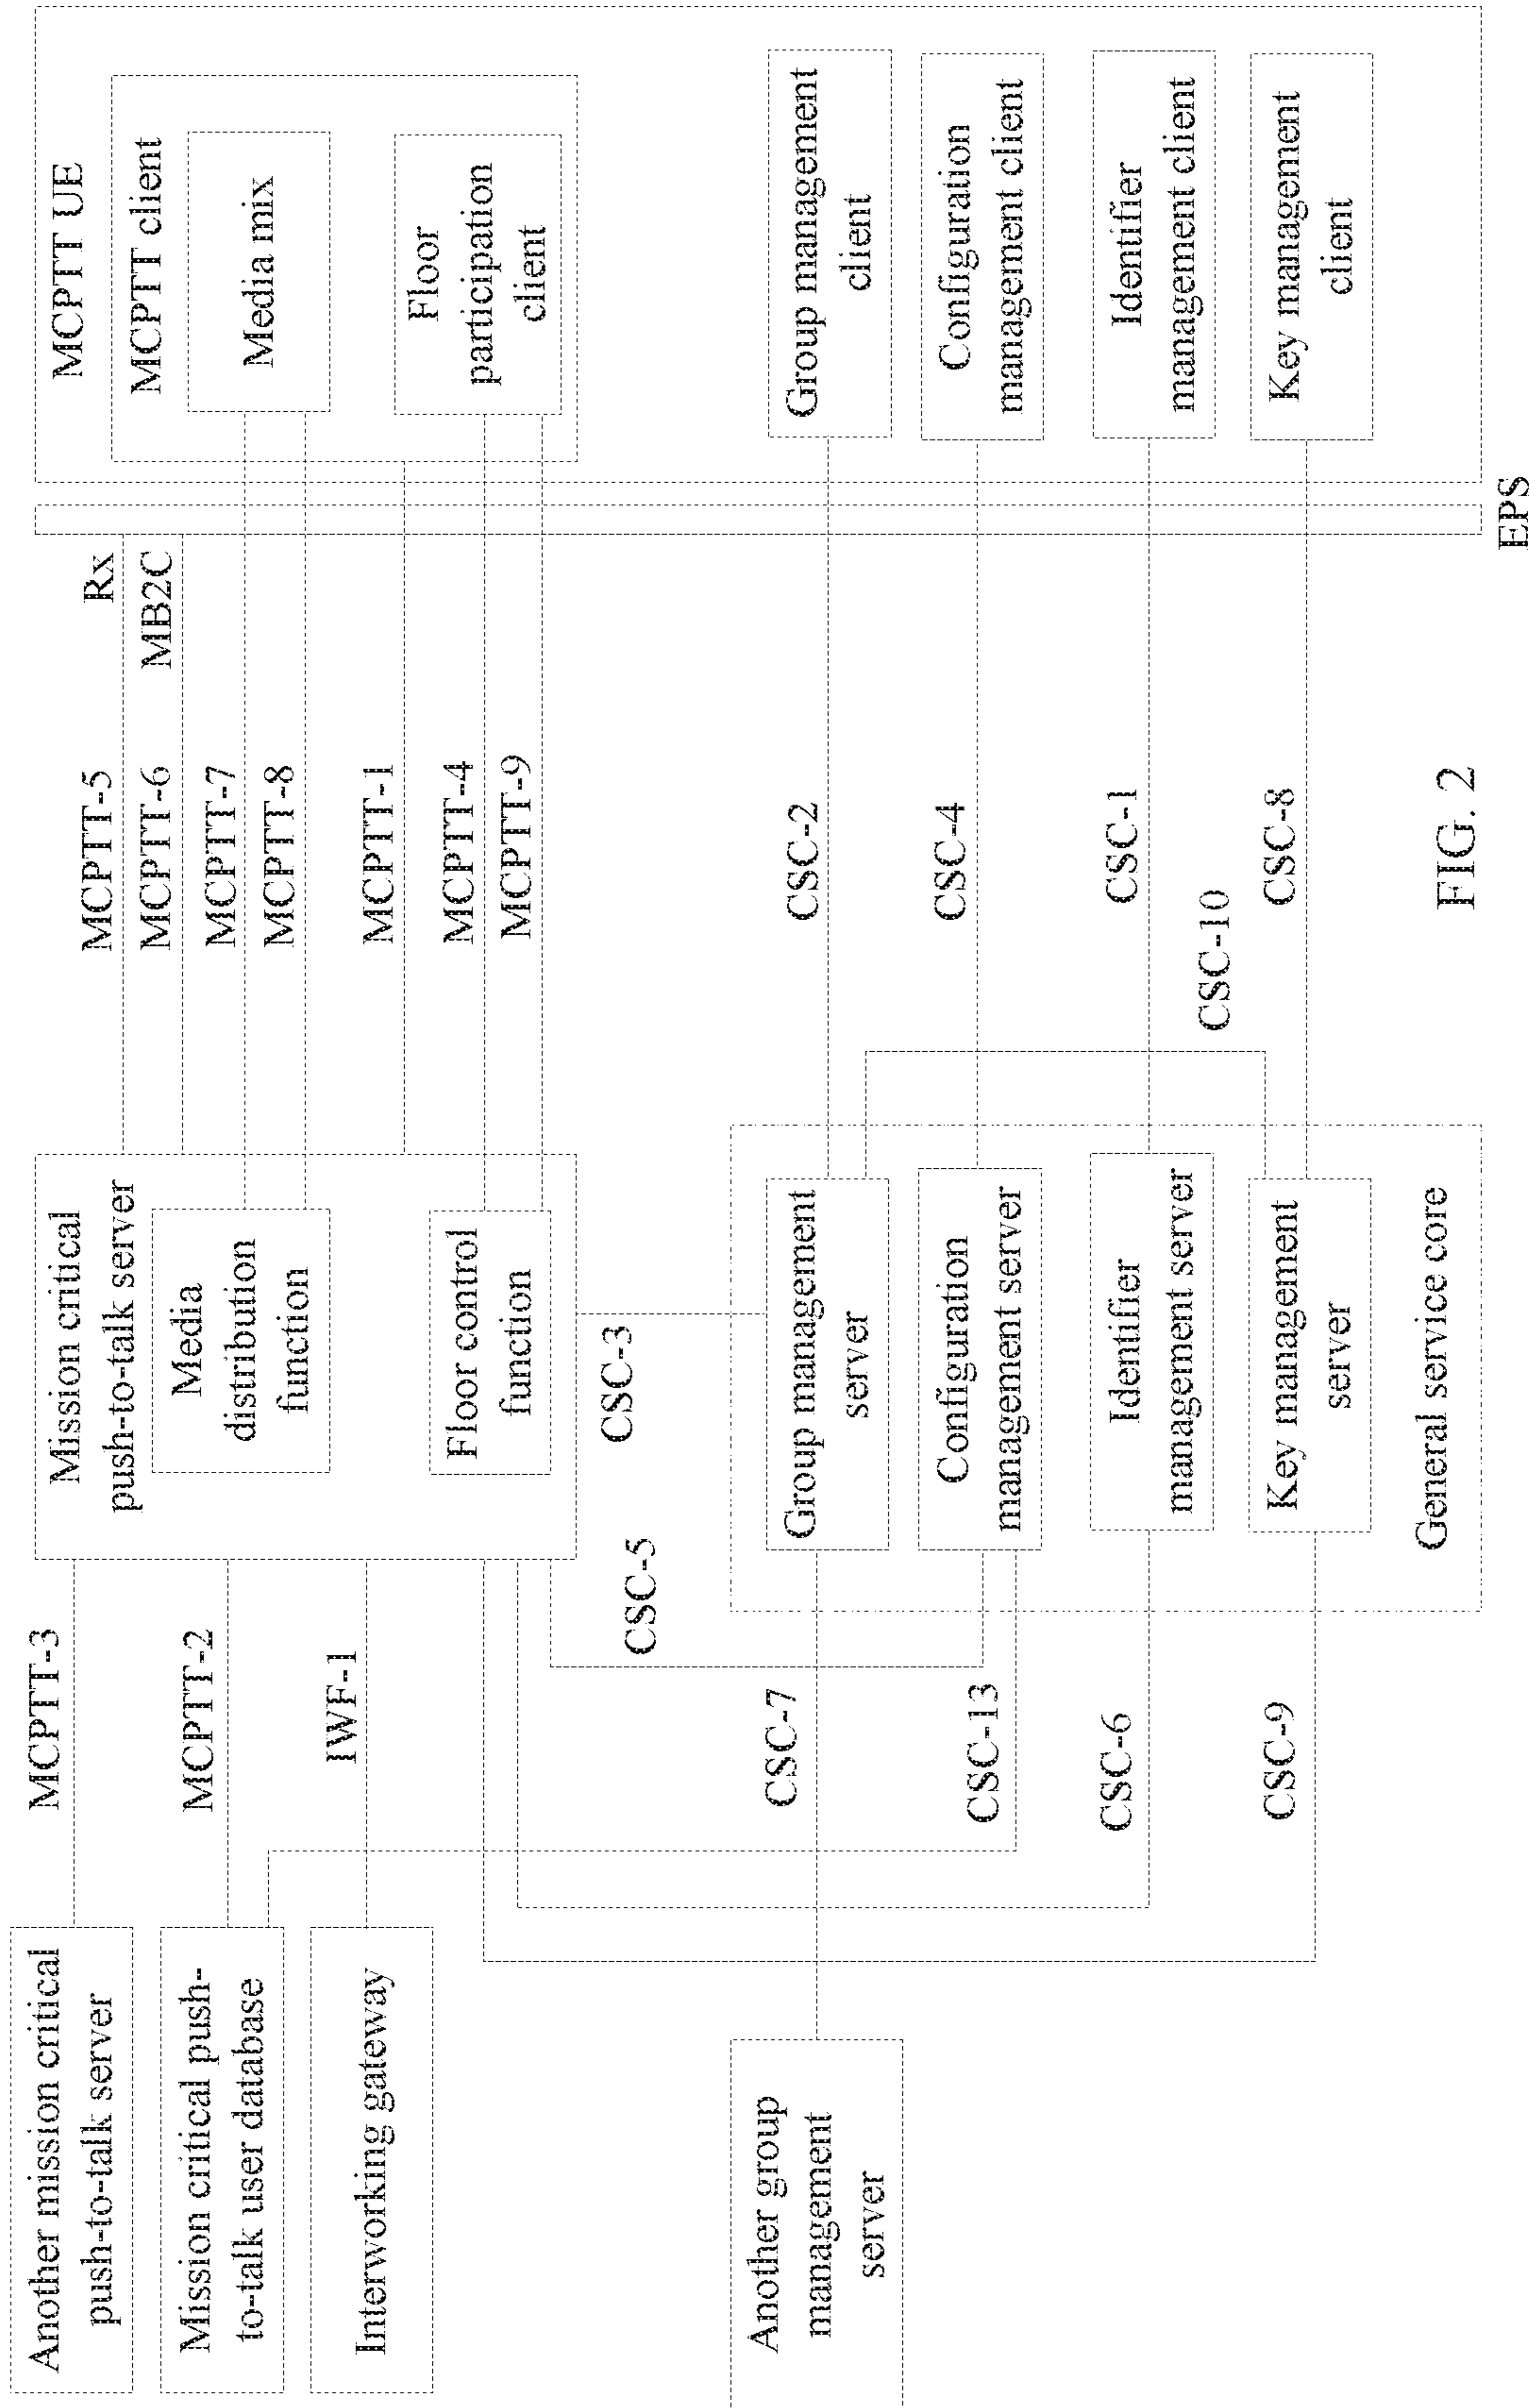 Another mission critical
push-to-talk server
Mission critical push-
to-talk user database
Interworking gateway
Another group
management
server
MCPTT-3
MCPTT-2
IWF-1
CSC-5
CSC-7
CSC-13
CSC-6
CSC-9
Mission critical
push-to-talk server
Media
distribution
function
Floor control
function
CSC-3
Group management
server
Configuration
management server
Identifier
management server
Key management
server
General service core
MCPTT-5
Rx
MCPTT-6
MB2C
MCPTT-7
MCPTT-8
MCPTT-1
MCPTT-4
MCPTT-9
CSC-2
CSC-4
CSC-1
CSC-10
CSC-8
MCPTT UE
MCPTT client
Media mix
Floor
participation
client
Group management
client
Configuration
management client
Identifier
management client
Key management
client
EPS
FIG. 2